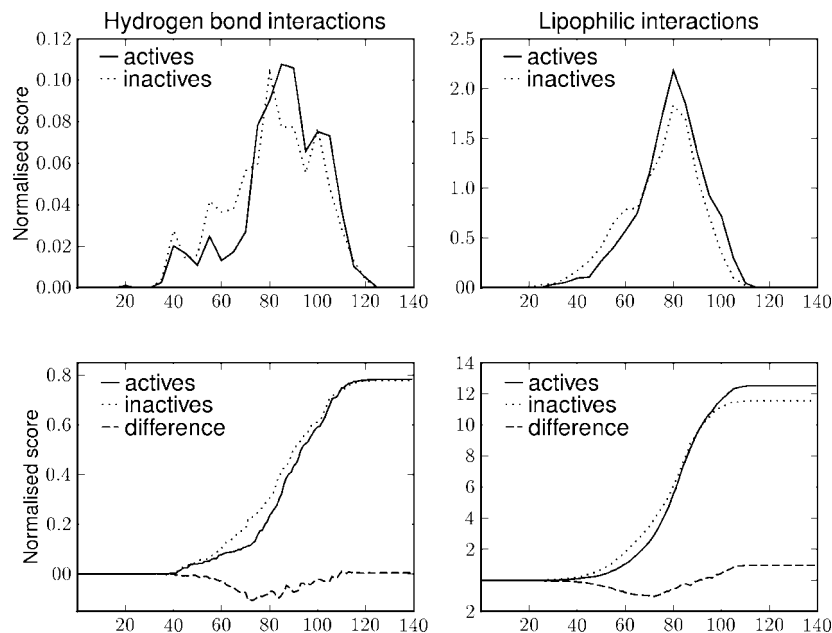 Hydrogen bond interactions
Lipophilic interactions
Normalised score
0.12
0.10
0.08
0.06
0.04
0.02
0.00
actives
inactives
20 40 60 80 100 120 140
2.5
2.0
1.5
1.0
0.5
00
actives
inactives
20 40 60 80 100 120 140
Normalised score
0.8
0.6
0.4
0.2
00
actives
inactives
difference
20 40 60 80 100 120 140
14
12
10
8
6
4
2
2
actives
inactives
difference
20 40 60 80 100 120 140